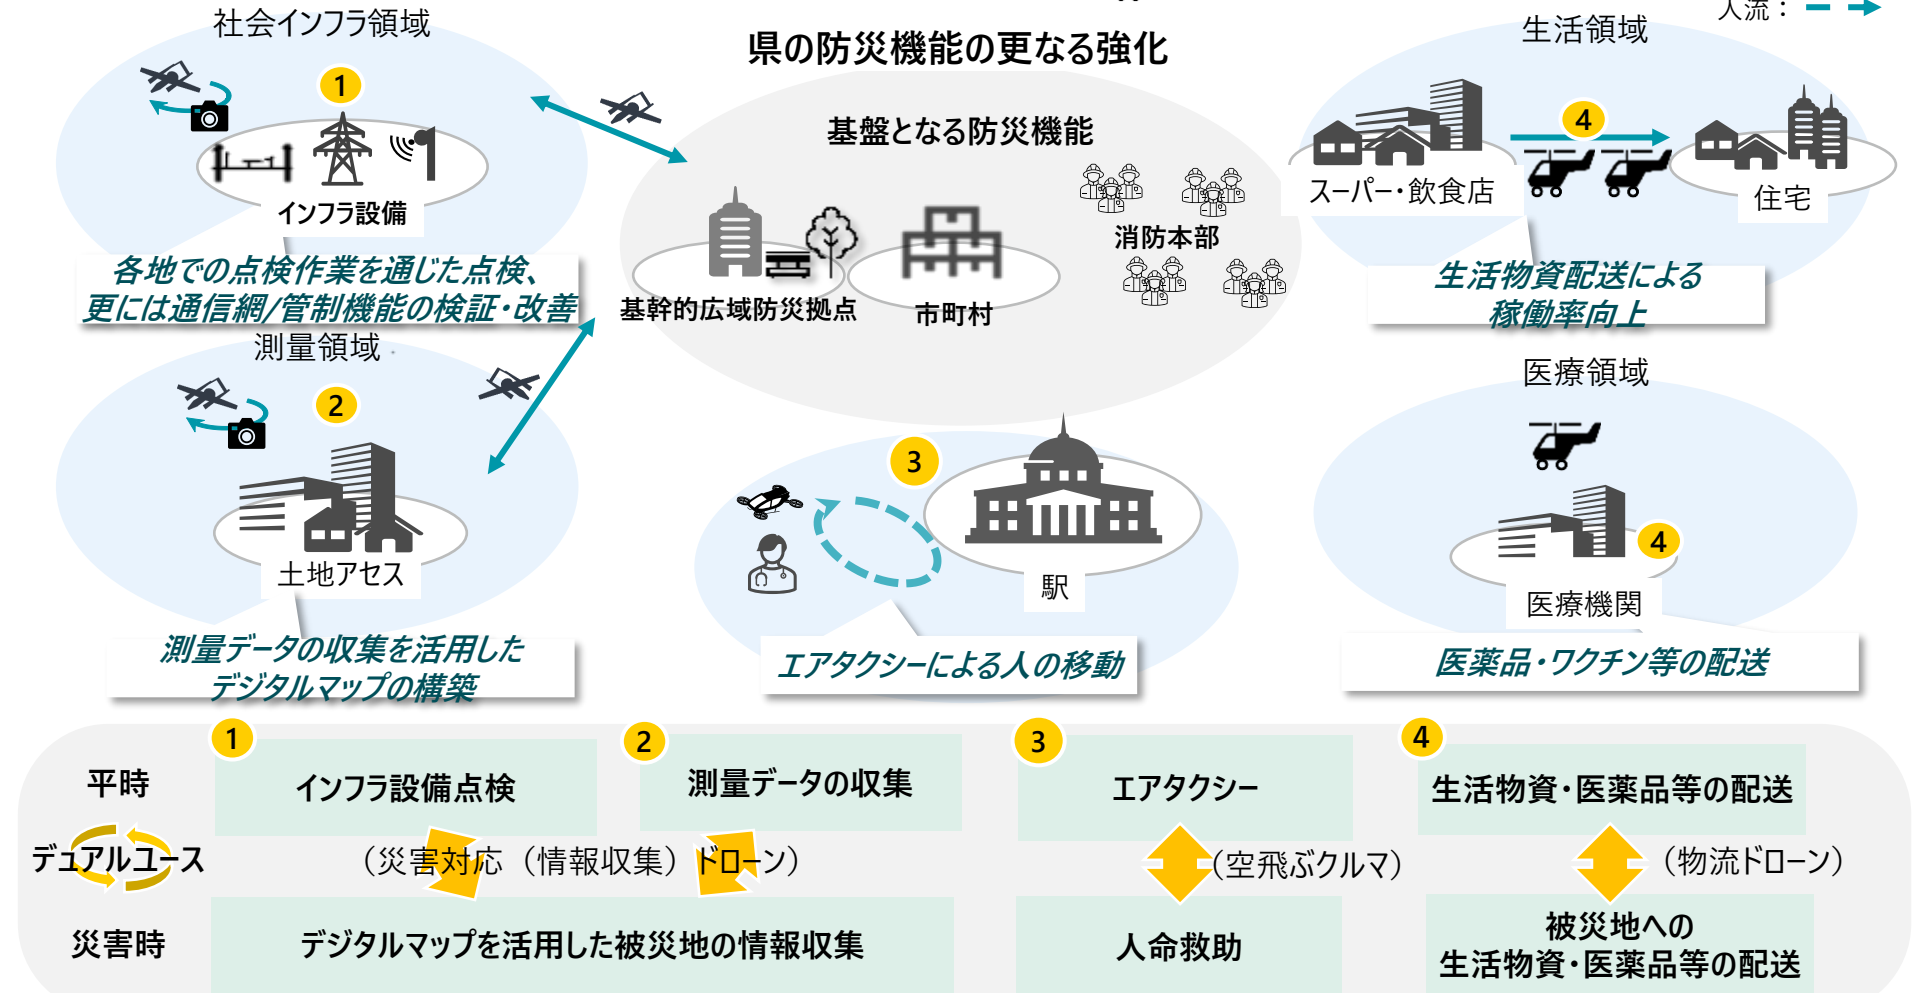 社会インフラ領域
県の防災機能の更なる強化
人流：
生活領域
1
基盤となる防災機能
4
インフラ設備
スーパー・飲食店
住宅
消防本部
各地での点検作業を通じた点検、
更には通信網/管制機能の検証・改善
基幹的広域防災拠点
市町村
生活物資配送による
稼働率向上
測量領域
医療領域
2
3
4
土地アセス
駅
医療機関
測量データの収集を活用した
デジタルマップの構築
エアタクシーによる人の移動
医薬品・ワクチン等の配送
1
2
3
4
平時
インフラ設備点検
測量データの収集
エアタクシー
生活物資・医薬品等の配送
デュアルユース
（災害対応（情報収集）ドローン）
（空飛ぶクルマ）
（物流ドローン）
災害時
デジタルマップを活用した被災地の情報収集
人命救助
被災地への
生活物資・医薬品等の配送